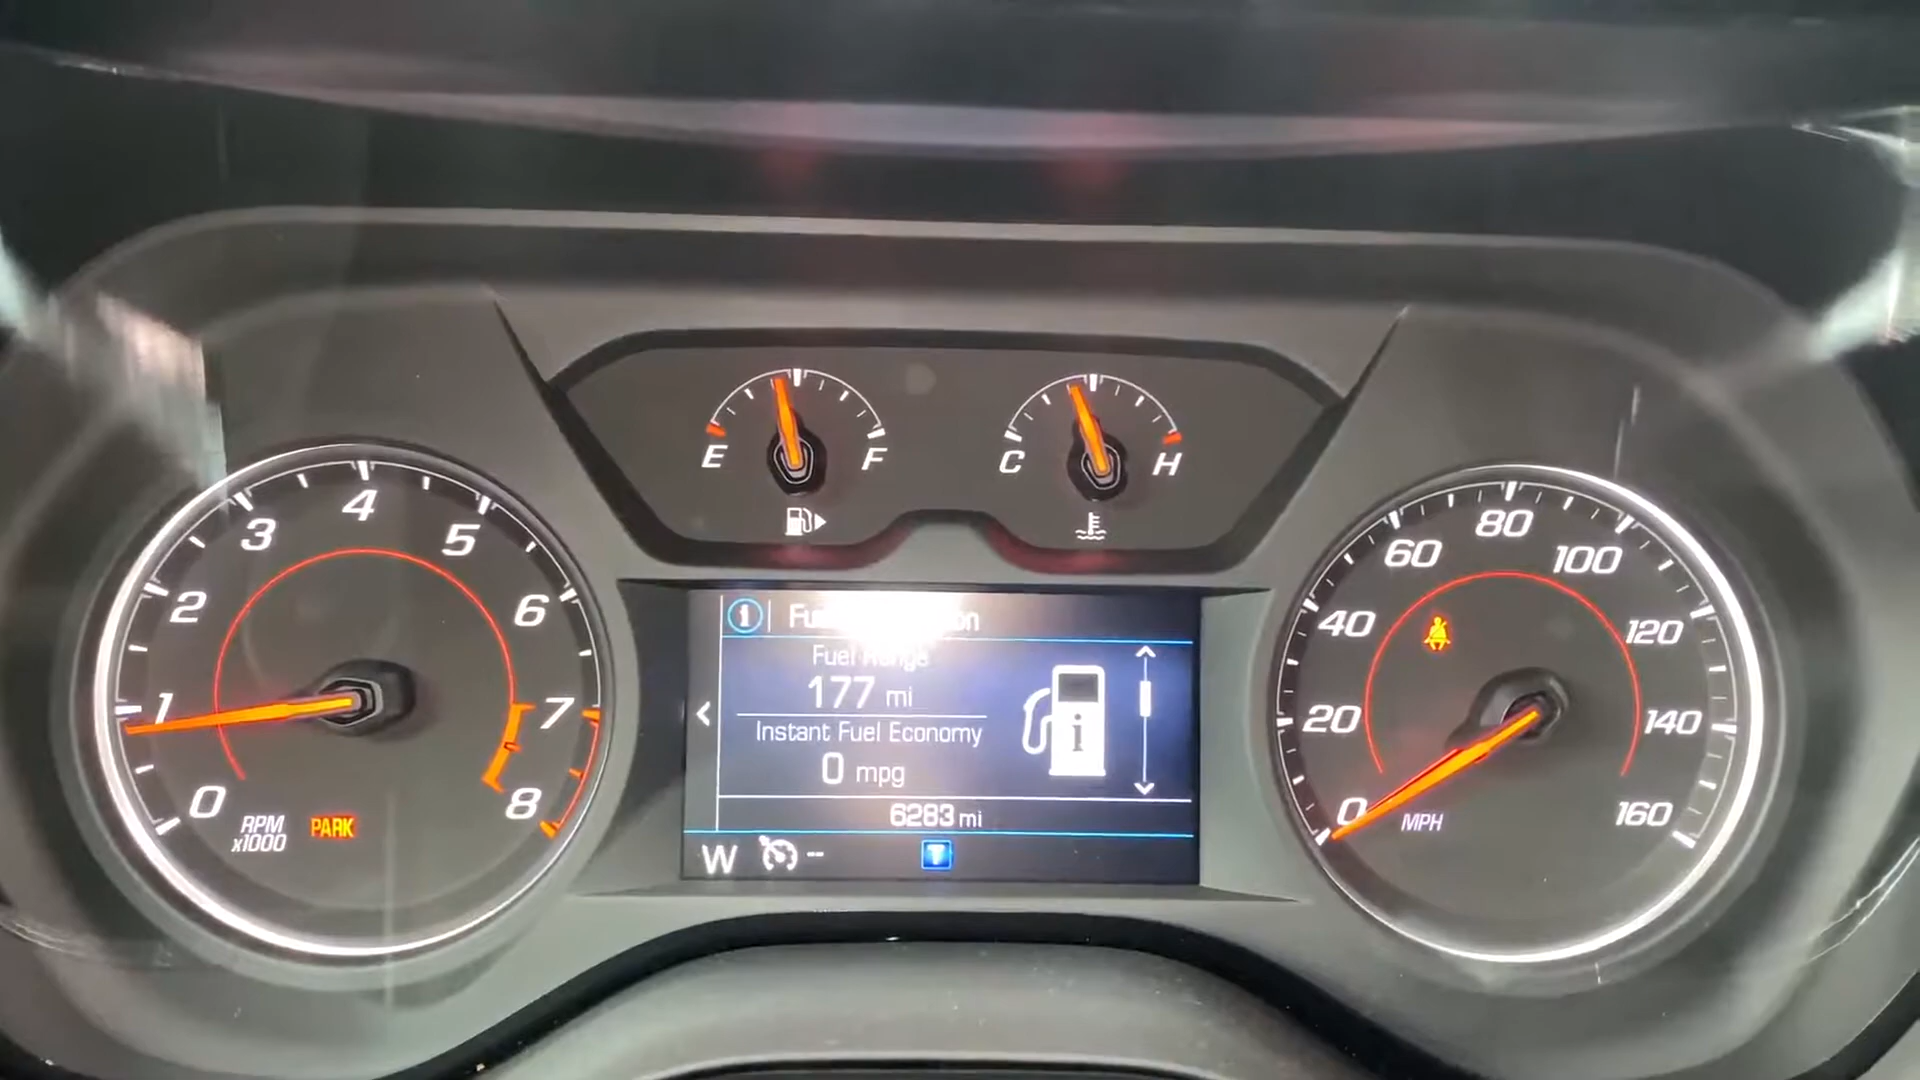 E F
C H
0 1 2 3 4 5 6 7 8
RPM
x1000
PARK
Fuel Range
177 mi
Instant Fuel Economy
0 mpg
6283 mi
W --
0 20 40 60 80 100 120 140 160
MPH